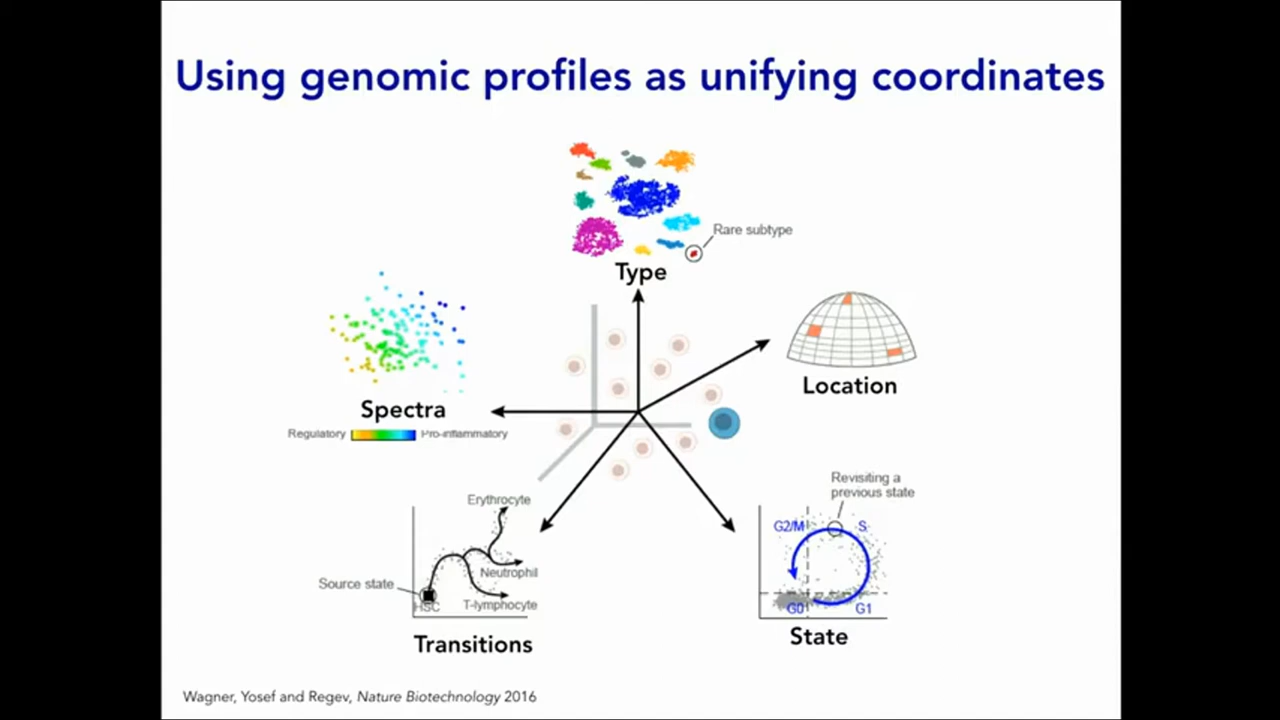 Using genomic profiles as unifying coordinates
Rare subtype
Type
Location
Spectra
Regulatory
Pro-inflammatory
Revisiting a
previous state
G2/M
S
G0
G1
State
Erythrocyte
Neutrophil
Source state
HSC
T-lymphocyte
Transitions
Wagner, Yosef and Regev, Nature Biotechnology 2016